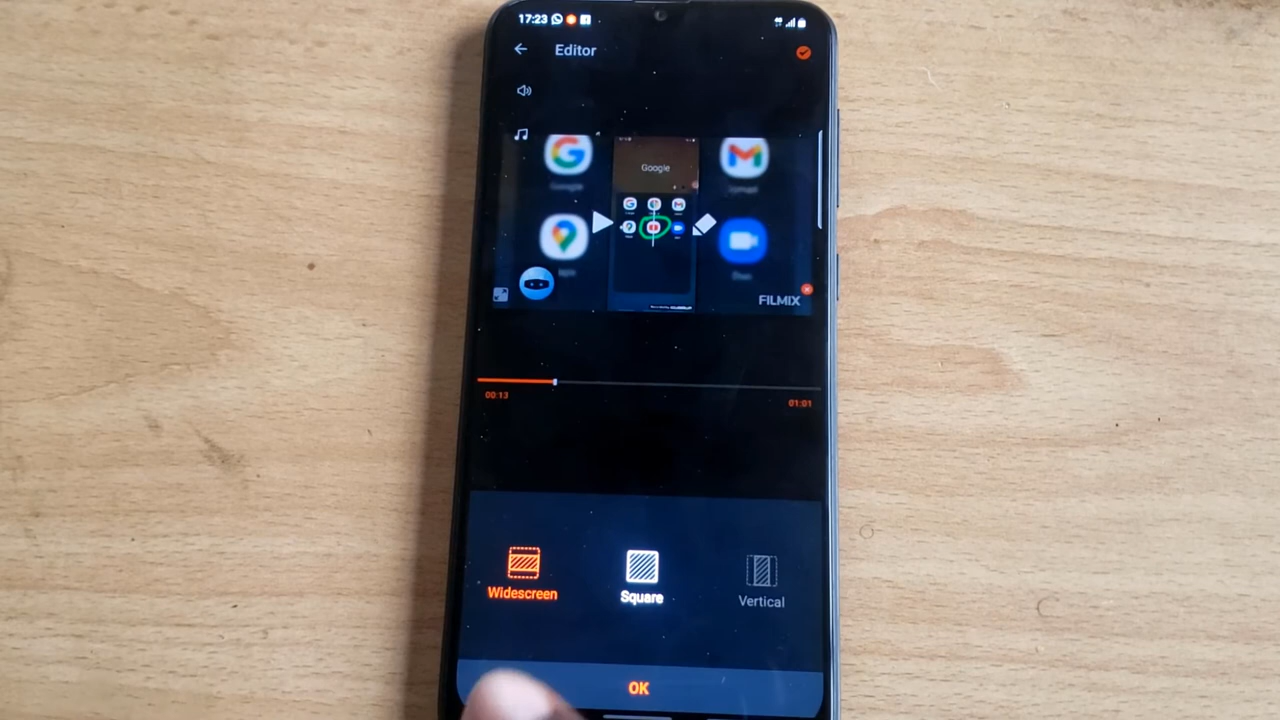 17:23
Editor
Google
FILMIX
00:13
01:01
Widescreen
Square
Vertical
OK